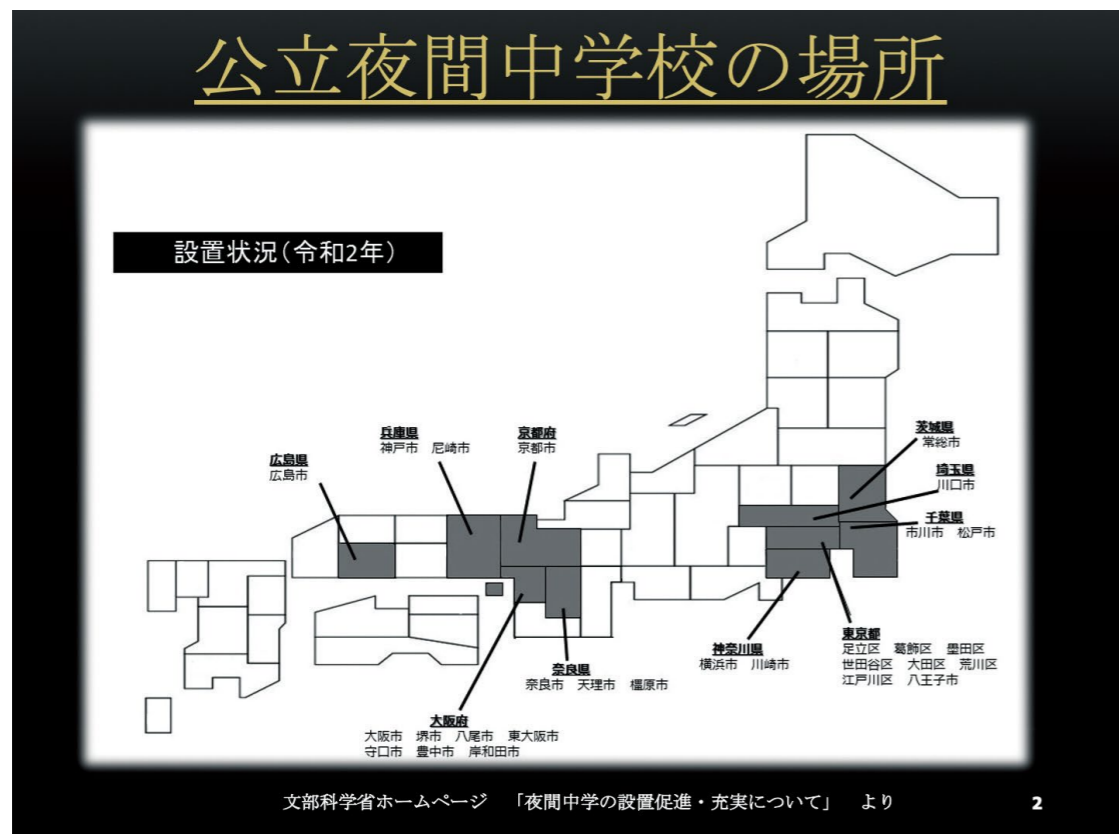 公立夜間中学校の場所
設置状況(令和2年)
兵庫県
神戸市　尼崎市
京都府
京都市
広島県
広島市
茨城県
常総市
埼玉県
川口市
千葉県
市川市　松戸市
東京都
足立区　葛飾区　墨田区
世田谷区　大田区　荒川区
江戸川区　八王子市
神奈川県
横浜市　川崎市
奈良県
奈良市　天理市　橿原市
大阪府
大阪市　堺市　八尾市　東大阪市
守口市　豊中市　岸和田市
文部科学省ホームページ　「夜間中学の設置促進・充実について」　より
2